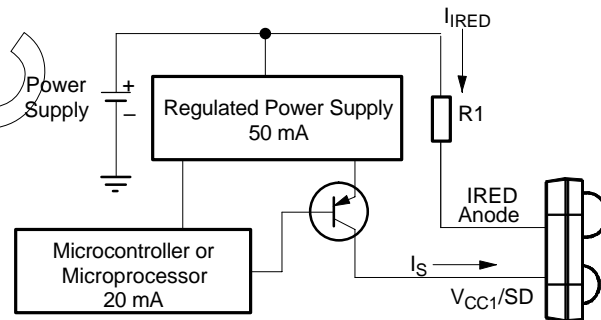 I_IRED
Power
Supply
+
−
Regulated Power Supply
50 mA
R1
IRED
Anode
Microcontroller or
Microprocessor
20 mA
I_S
V_CC1/SD